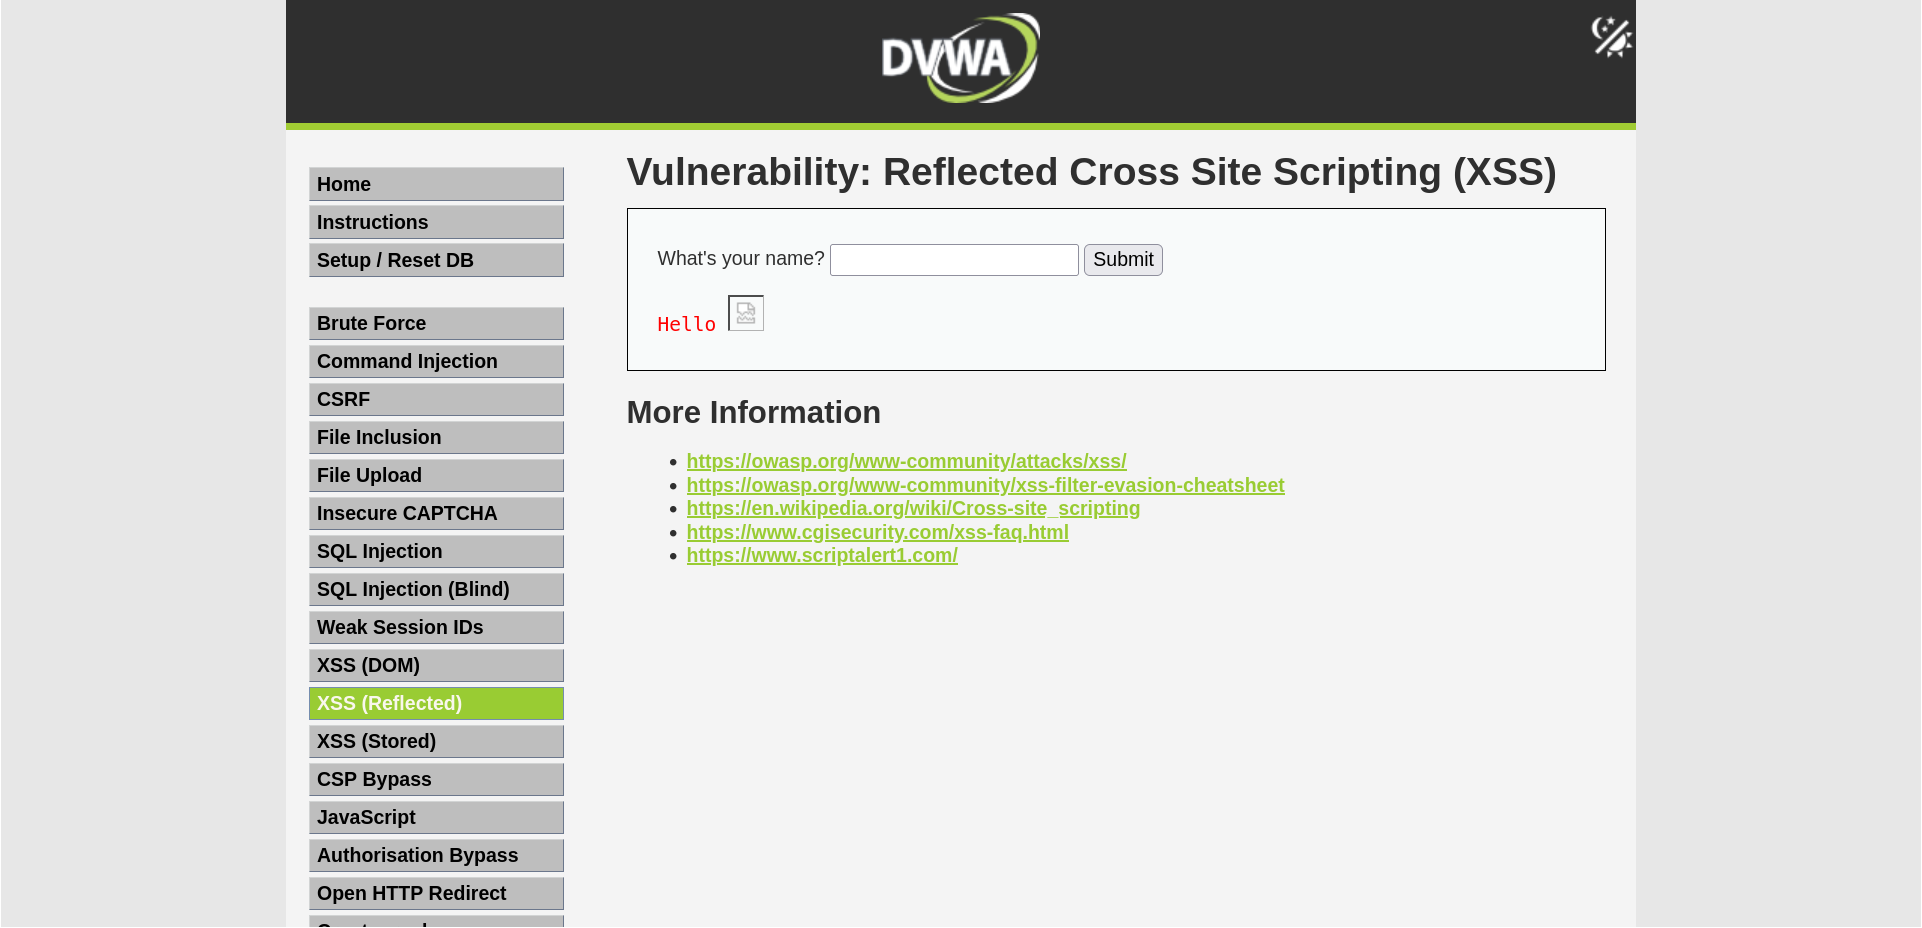 DVWA
Home
Instructions
Setup / Reset DB
Brute Force
Command Injection
CSRF
File Inclusion
File Upload
Insecure CAPTCHA
SQL Injection
SQL Injection (Blind)
Weak Session IDs
XSS (DOM)
XSS (Reflected)
XSS (Stored)
CSP Bypass
JavaScript
Authorisation Bypass
Open HTTP Redirect
Vulnerability: Reflected Cross Site Scripting (XSS)
What's your name? Submit
Hello
More Information
https://owasp.org/www-community/attacks/xss/
https://owasp.org/www-community/xss-filter-evasion-cheatsheet
https://en.wikipedia.org/wiki/Cross-site_scripting
https://www.cgisecurity.com/xss-faq.html
https://www.scriptalert1.com/